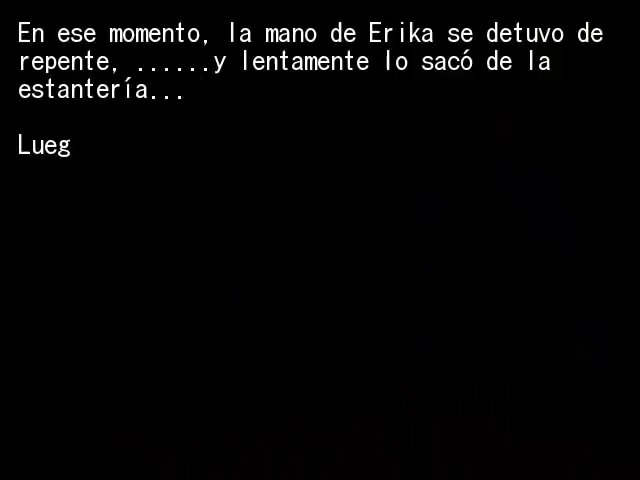 En ese momento, la mano de Erika se detuvo de
repente, ......y lentamente lo sacó de la
estantería...
Lueg